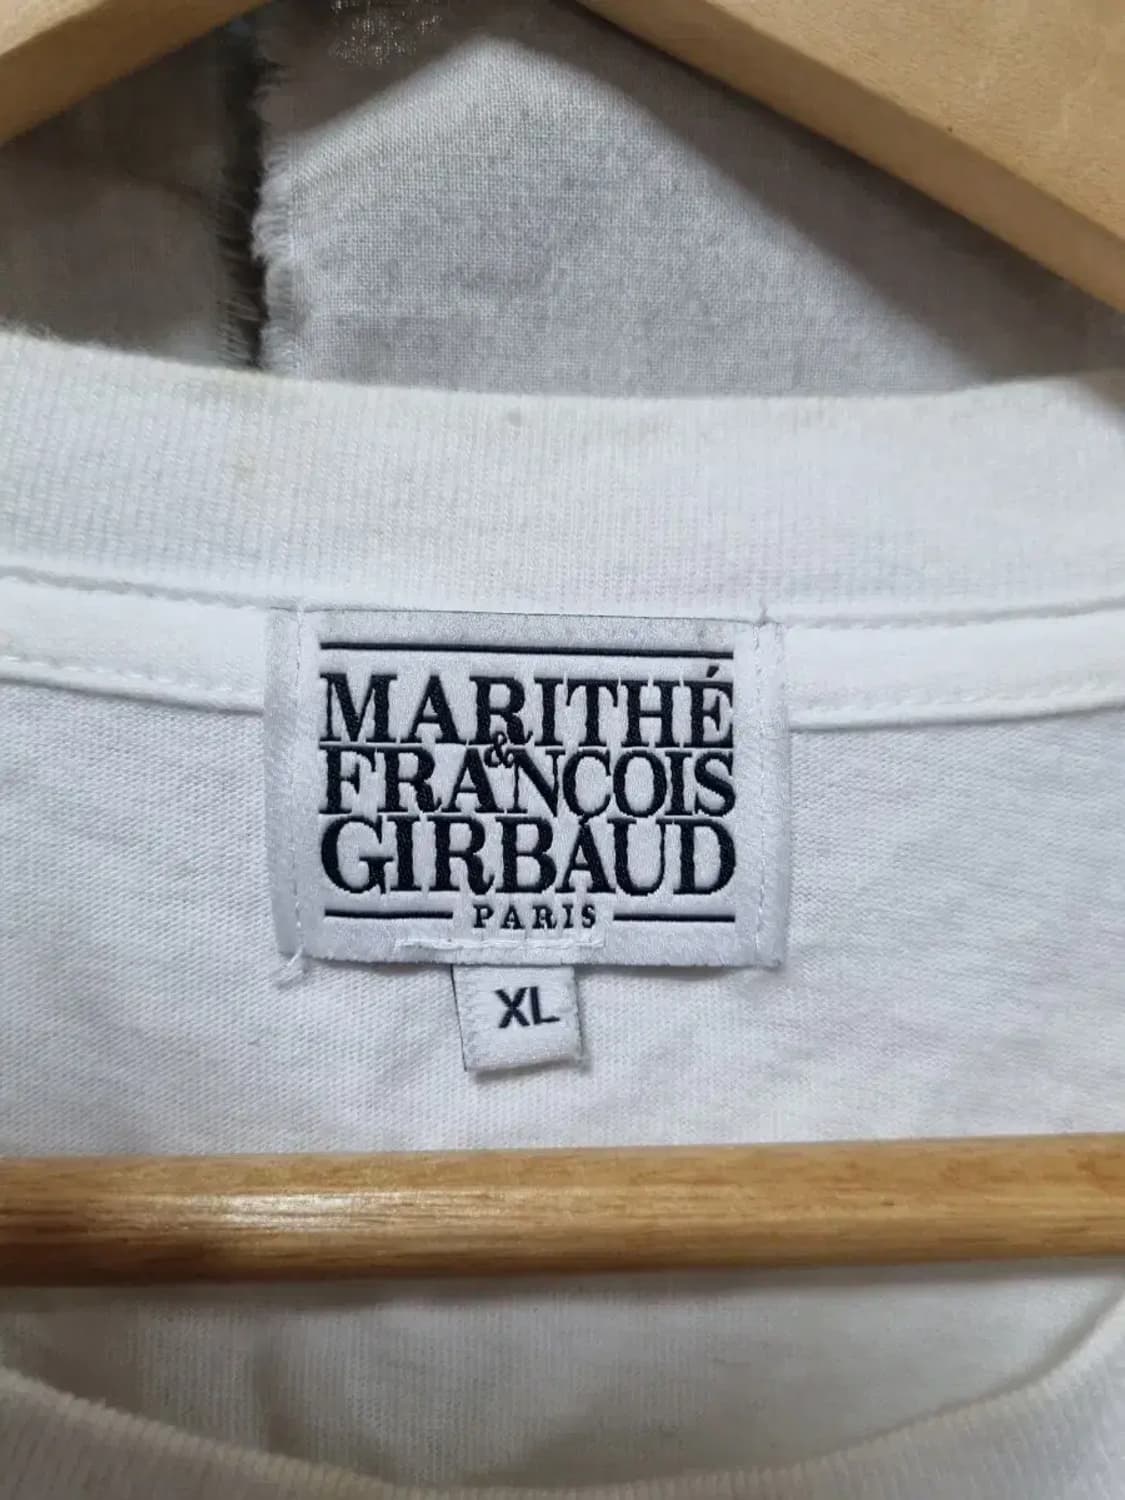 MARITHÉ
&
FRANÇOIS
GIRBAUD
PARIS
XL